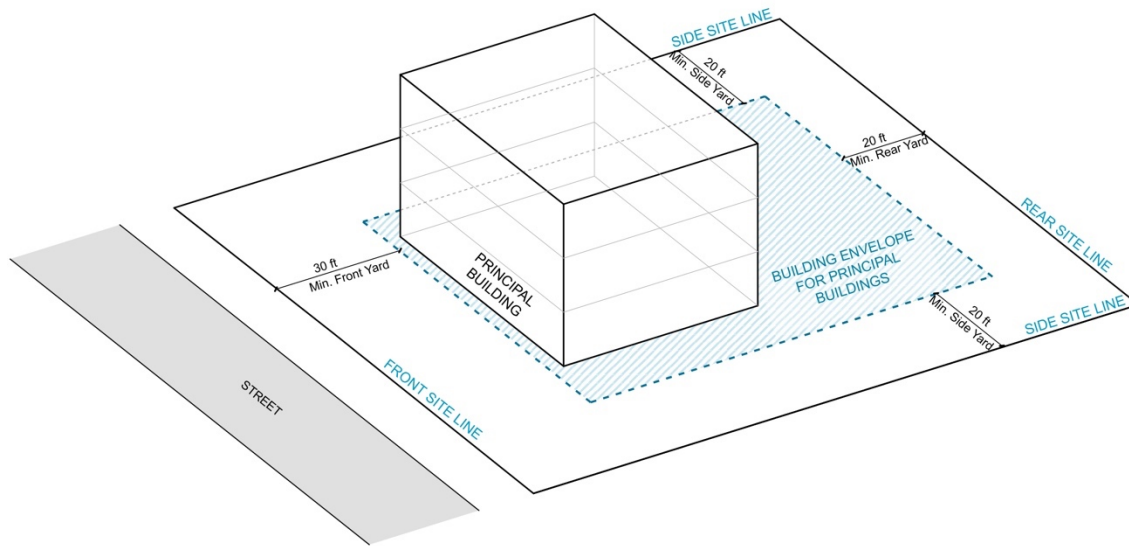 SIDE SITE LINE
20 ft
Min. Side Yard
20 ft
Min. Rear Yard
REAR SITE LINE
30 ft
Min. Front Yard
PRINCIPAL
BUILDING
BUILDING ENVELOPE
FOR PRINCIPAL
BUILDINGS
20 ft
Min. Side Yard
SIDE SITE LINE
FRONT SITE LINE
STREET